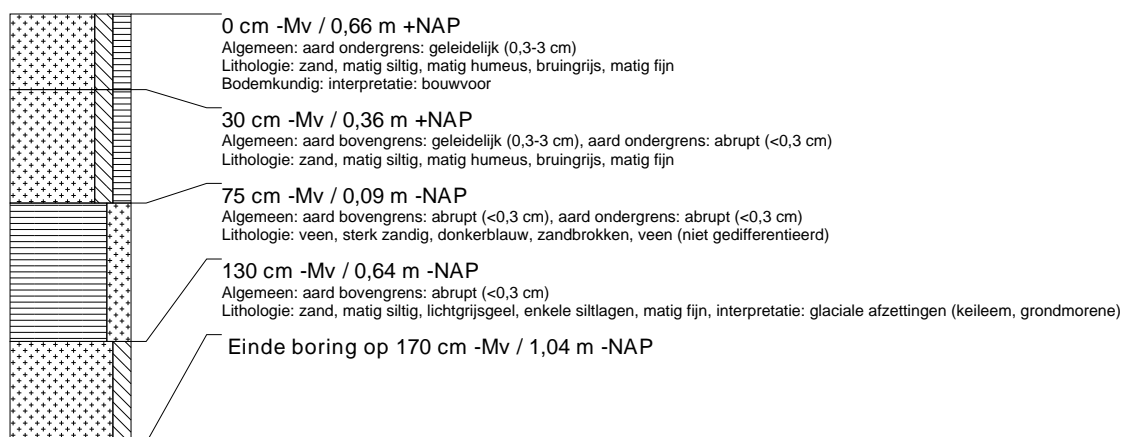 0 cm -Mv / 0,66 m +NAP
Algemeen: aard ondergrens: geleidelijk (0,3-3 cm)
Lithologie: zand, matig siltig, matig humeus, bruingrijs, matig fijn
Bodemkundig: interpretatie: bouwvoor
30 cm -Mv / 0,36 m +NAP
Algemeen: aard bovengrens: geleidelijk (0,3-3 cm), aard ondergrens: abrupt (<0,3 cm)
Lithologie: zand, matig siltig, matig humeus, bruingrijs, matig fijn
75 cm -Mv / 0,09 m -NAP
Algemeen: aard bovengrens: abrupt (<0,3 cm), aard ondergrens: abrupt (<0,3 cm)
Lithologie: veen, sterk zandig, donkerblauw, zandbrokken, veen (niet gedifferentieerd)
130 cm -Mv / 0,64 m -NAP
Algemeen: aard bovengrens: abrupt (<0,3 cm)
Lithologie: zand, matig siltig, lichtgrijsgeel, enkele siltlagen, matig fijn, interpretatie: glaciale afzettingen (keileem, grondmorene)
Einde boring op 170 cm -Mv / 1,04 m -NAP